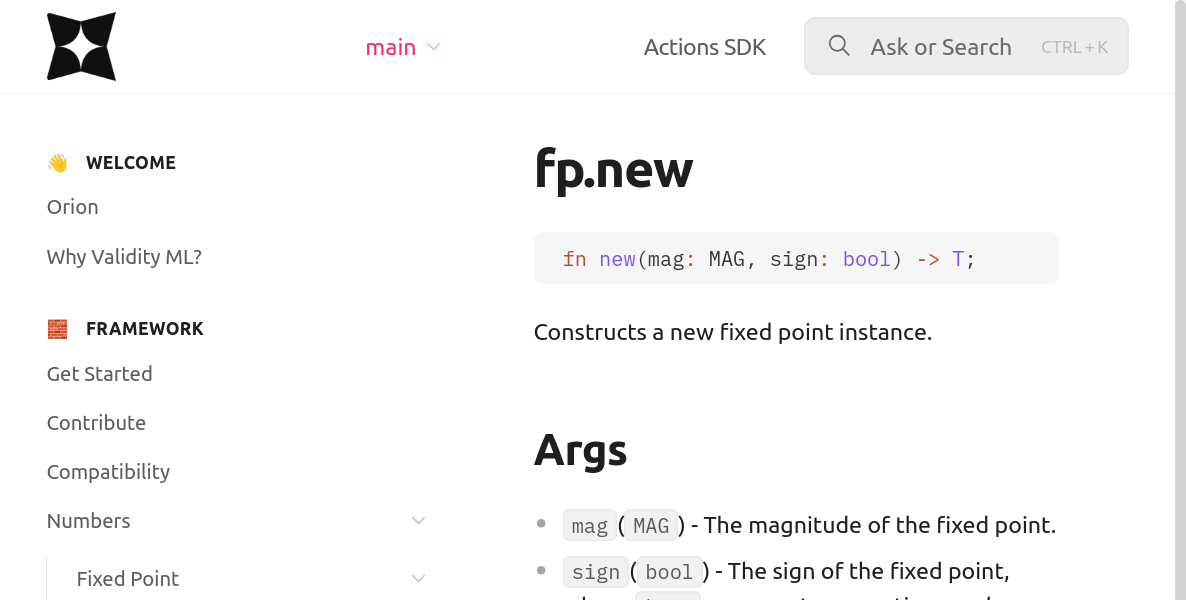 main
Actions SDK
Ask or Search CTRL + K
👋 WELCOME
Orion
Why Validity ML?
🧱 FRAMEWORK
Get Started
Contribute
Compatibility
Numbers
Fixed Point
fp.new
fn new(mag: MAG, sign: bool) -> T;
Constructs a new fixed point instance.
Args
• mag(MAG) - The magnitude of the fixed point.
• sign(bool) - The sign of the fixed point,